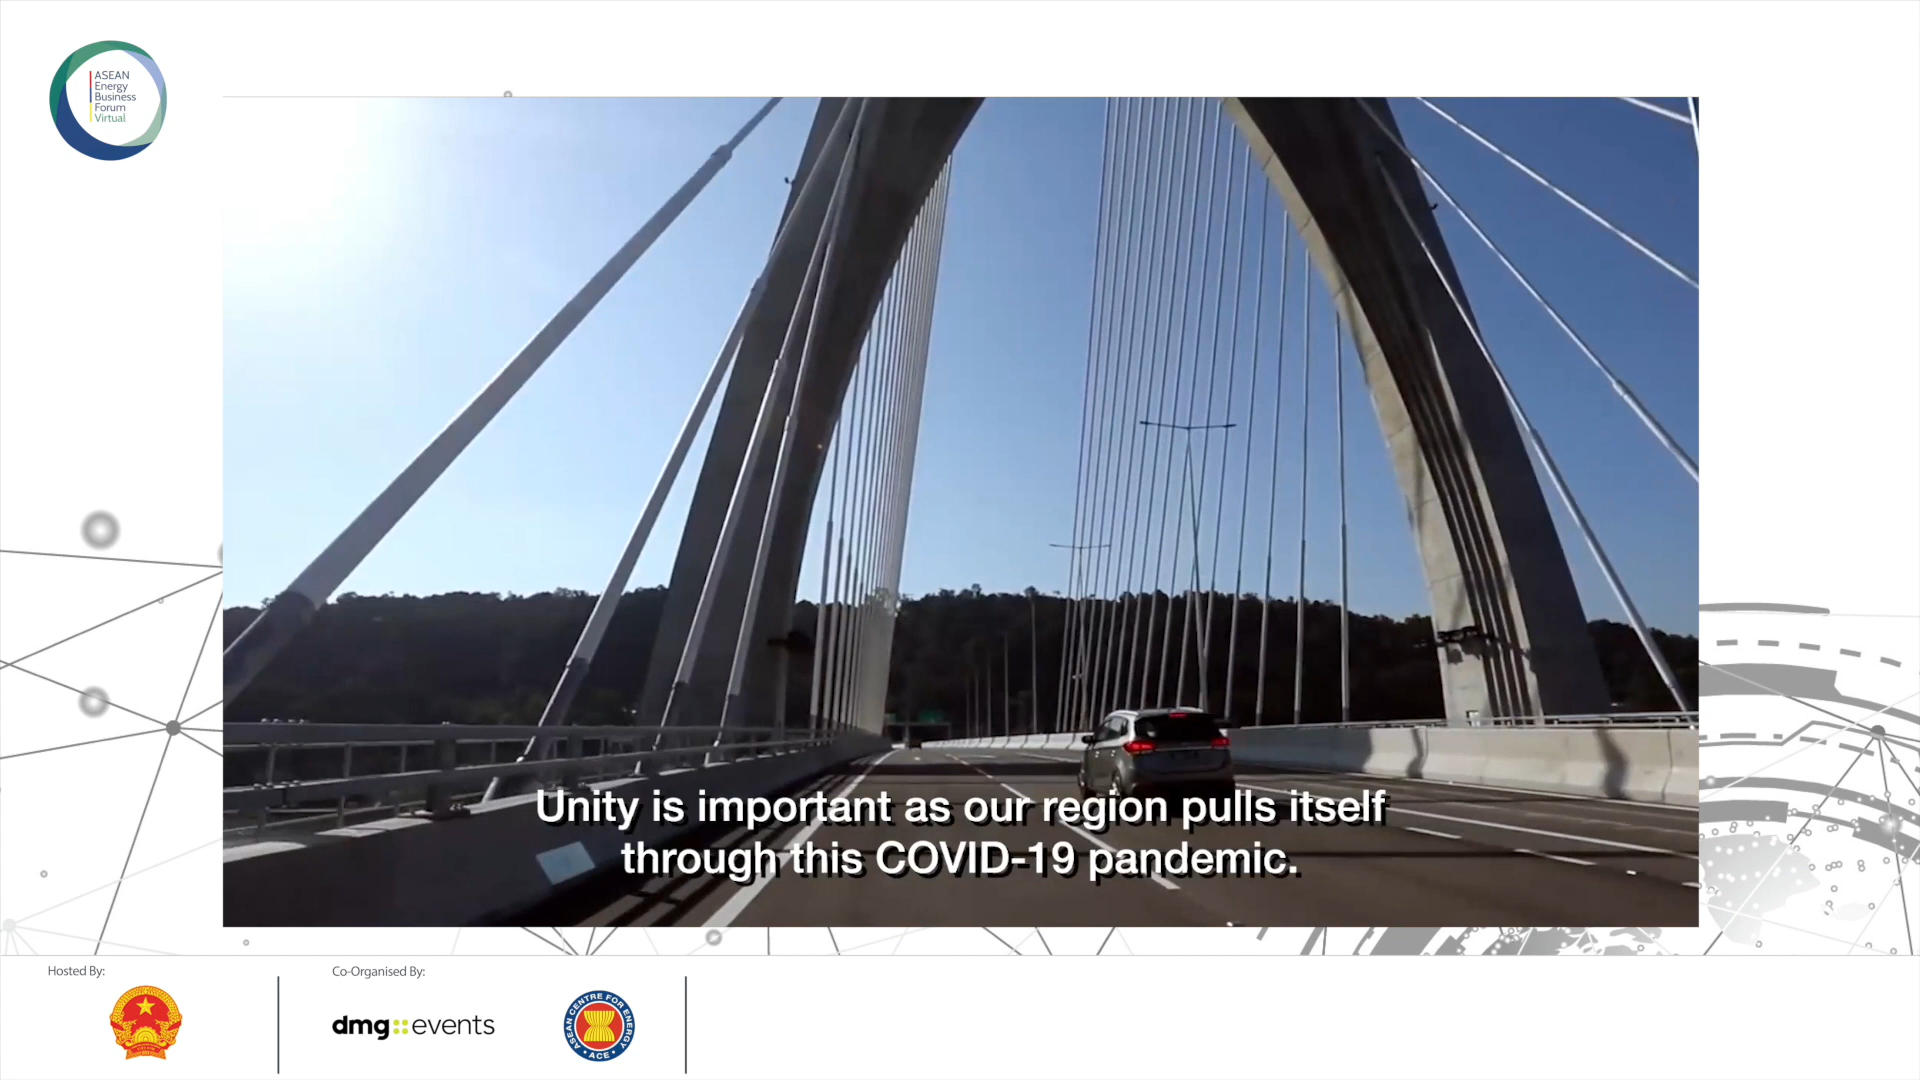 ASEAN
Energy
Business
Forum
Virtual
Unity is important as our region pulls itself
through this COVID-19 pandemic.
Hosted By:
Co-Organised By:
dmg::events
ASEAN CENTRE FOR ENERGY
• ACE •